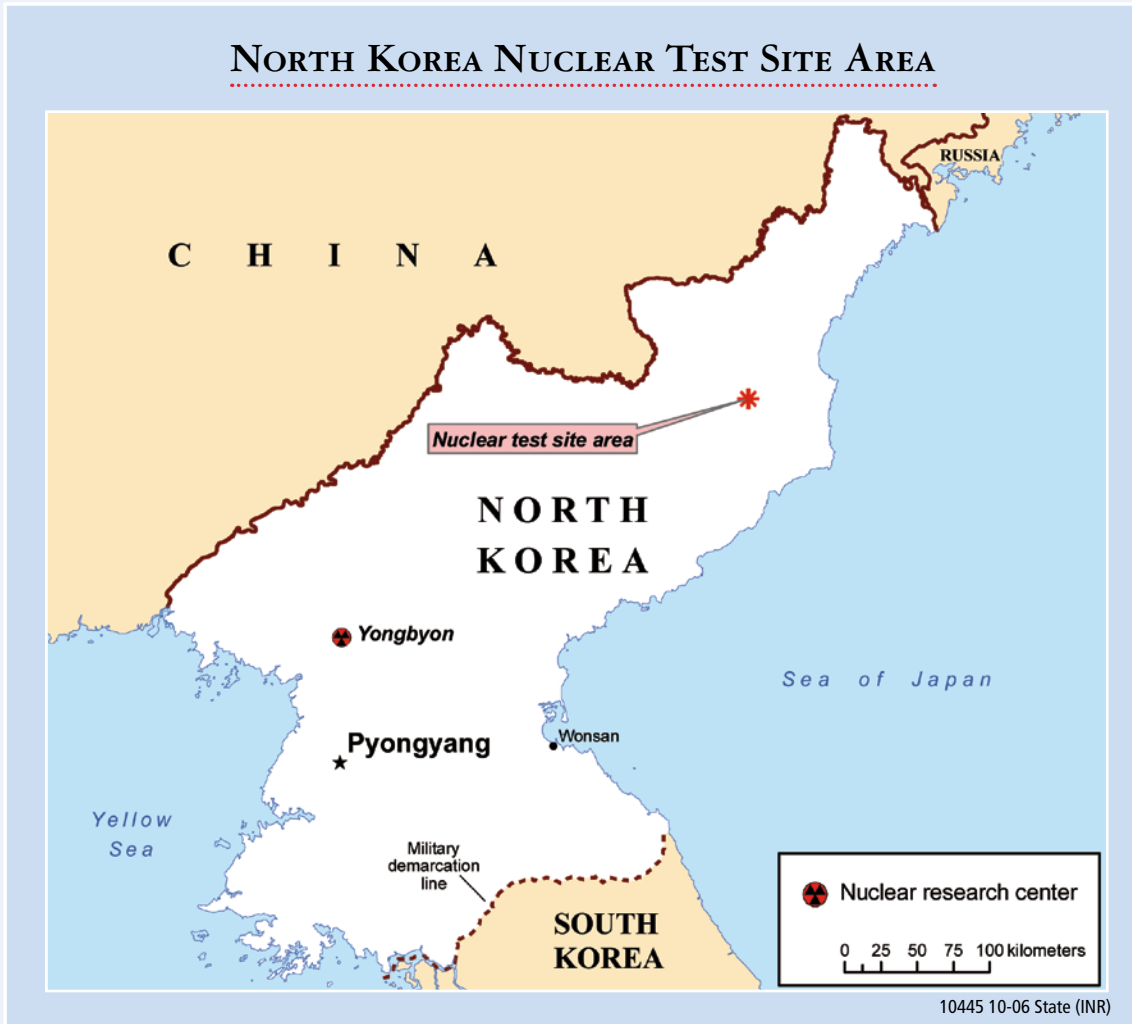 North Korea Nuclear Test Site Area
RUSSIA
C H I N A
Nuclear test site area
NORTH
KOREA
Yongbyon
Sea of Japan
Pyongyang
Wonsan
Yellow
Sea
Military
demarcation
line
Nuclear research center
SOUTH
KOREA
0 25 50 75 100 kilometers
10445 10-06 State (INR)